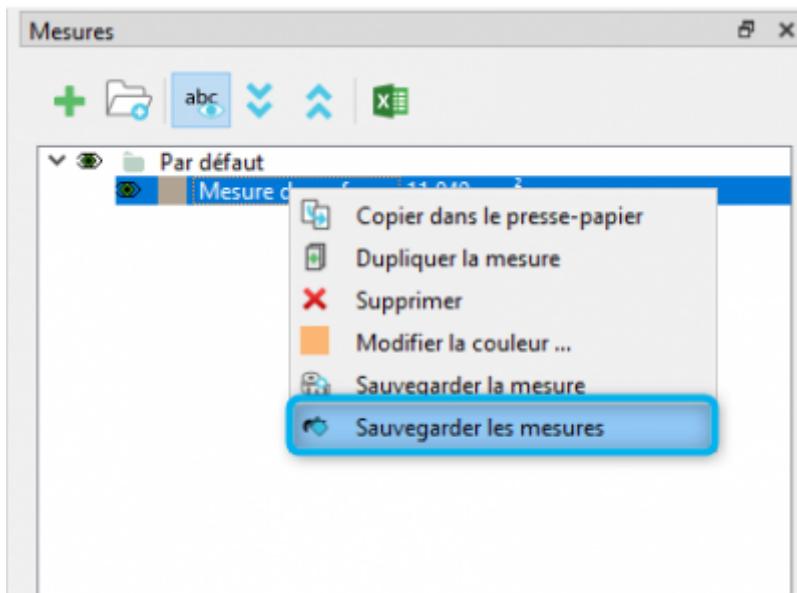 Mesures
abc
Par défaut
Mesure d
Copier dans le presse-papier
Dupliquer la mesure
Supprimer
Modifier la couleur ...
Sauvegarder la mesure
Sauvegarder les mesures